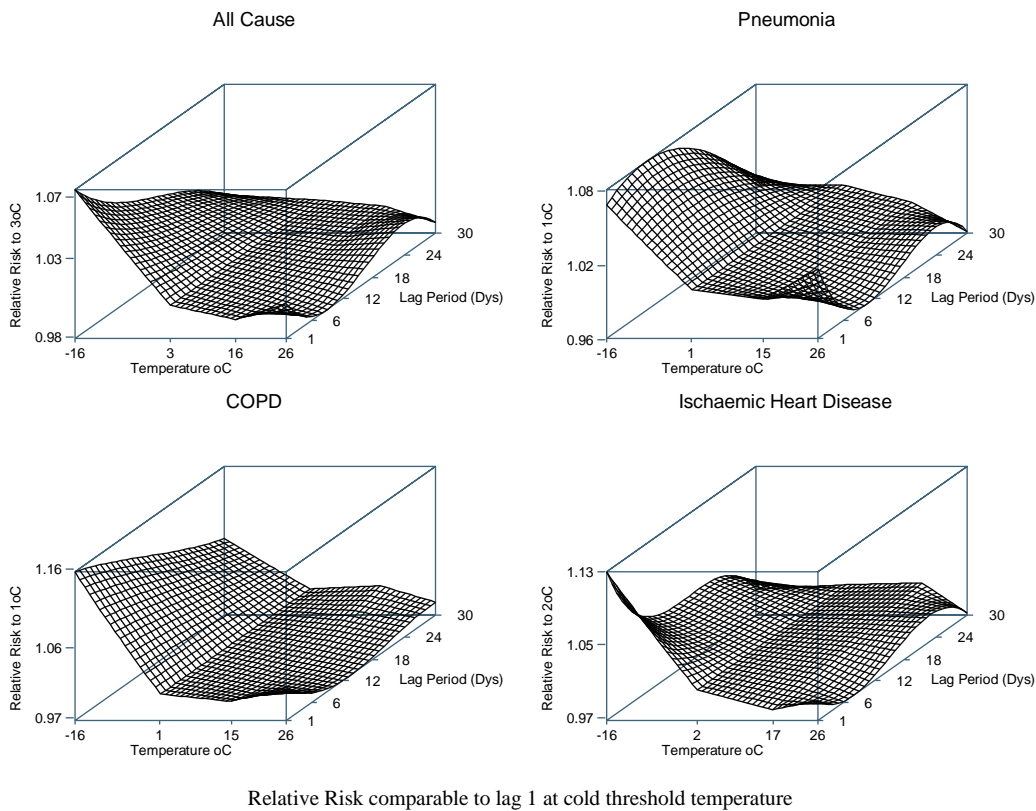 All Cause
Relative Risk to 3oC
1.07
1.03
0.98
-16 3 16 26
Temperature oC
1 6 12 18 24 30
Lag Period (Dys)
Pneumonia
Relative Risk to 1oC
1.08
1.02
0.96
-16 1 15 26
Temperature oC
1 6 12 18 24 30
Lag Period (Dys)
COPD
Relative Risk to 1oC
1.16
1.06
0.97
-16 1 15 26
Temperature oC
1 6 12 18 24 30
Lag Period (Dys)
Ischaemic Heart Disease
Relative Risk to 2oC
1.13
1.05
0.97
-16 2 17 26
Temperature oC
1 6 12 18 24 30
Lag Period (Dys)
Relative Risk comparable to lag 1 at cold threshold temperature